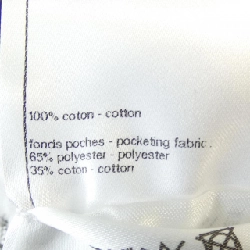 100% coton - cotton
fonds poches - pocketing fabric .
65% polyester - polyester
35% coton - cotton